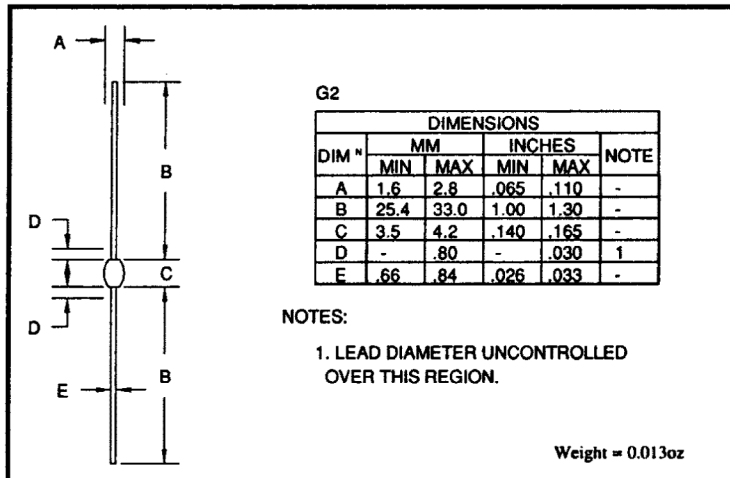 A
B
D
C
D
E
B
G2
DIMENSIONS
DIM ᴺ MM INCHES NOTE
MIN MAX MIN MAX
A 1.6 2.8 .065 .110 -
B 25.4 33.0 1.00 1.30 -
C 3.5 4.2 .140 .165 -
D - .80 - .030 1
E .66 .84 .026 .033 -
NOTES:
1. LEAD DIAMETER UNCONTROLLED
OVER THIS REGION.
Weight = 0.013oz